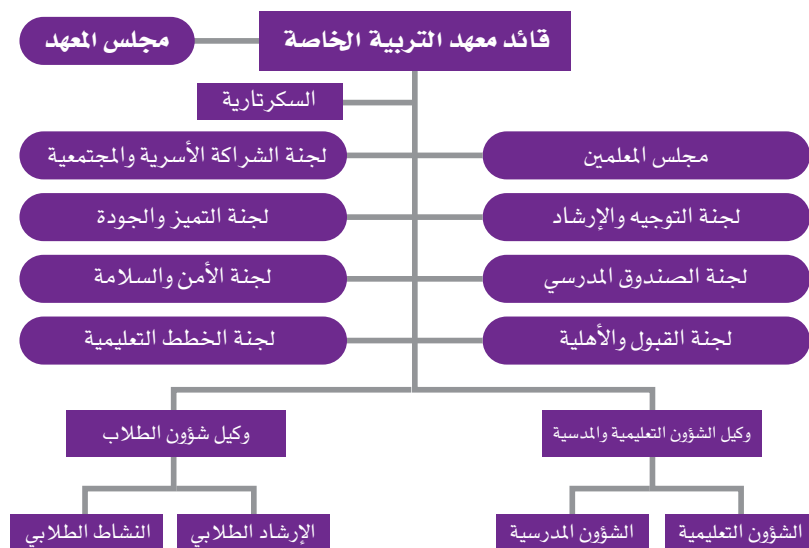 قائد معهد التربية الخاصة
مجلس المعهد
السكرتارية
مجلس المعلمين
لجنة الشراكة الأسرية والمجتمعية
لجنة التوجيه والإرشاد
لجنة التميز والجودة
لجنة الصندوق المدرسي
لجنة الأمن والسلامة
لجنة القبول والأهلية
لجنة الخطط التعليمية
وكيل الشؤون التعليمية والمدسية
وكيل شؤون الطلاب
الشؤون التعليمية
الشؤون المدرسية
الإرشاد الطلابي
النشاط الطلابي